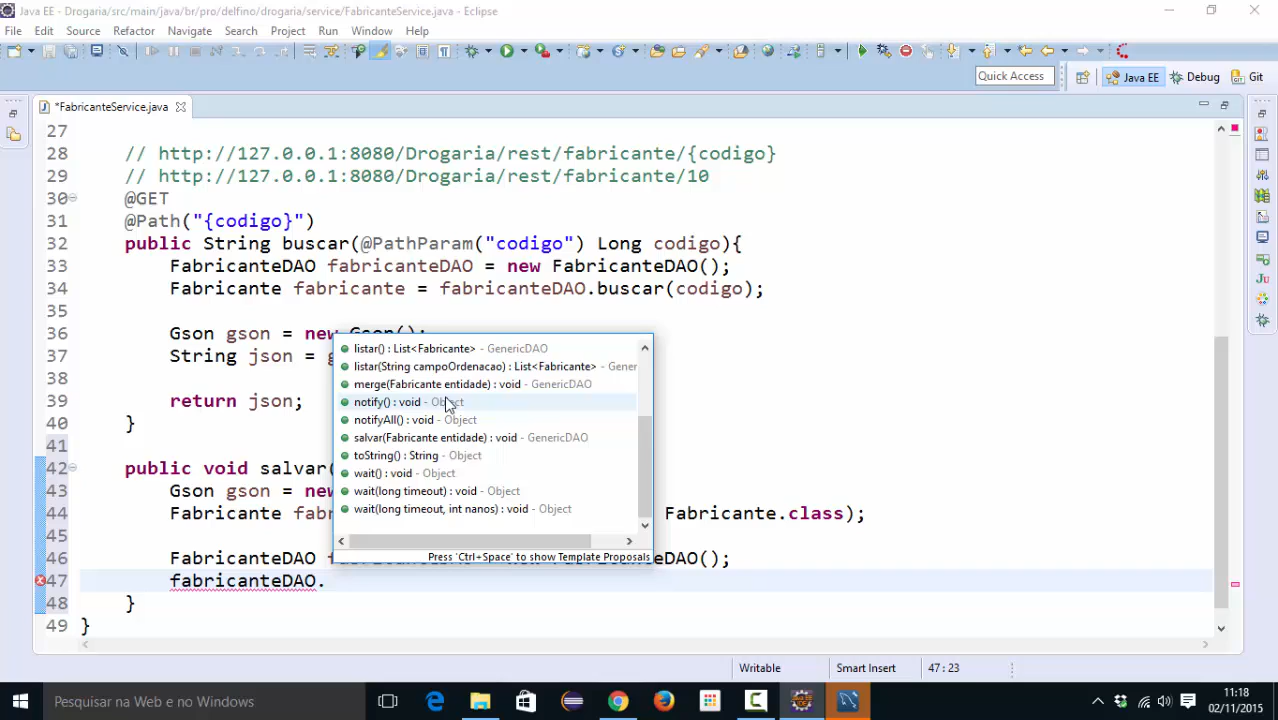 Java EE - Drogaria/src/main/java/br/pro/delfino/drogaria/service/FabricanteService.java - Eclipse
File Edit Source Refactor Navigate Search Project Run Window Help
Quick Access
Java EE
Debug
Git
*FabricanteService.java
27
28 // http://127.0.0.1:8080/Drogaria/rest/fabricante/{codigo}
29 // http://127.0.0.1:8080/Drogaria/rest/fabricante/10
30 @GET
31 @Path("{codigo}")
32 public String buscar(@PathParam("codigo") Long codigo){
33 FabricanteDAO fabricanteDAO = new FabricanteDAO();
34 Fabricante fabricante = fabricanteDAO.buscar(codigo);
35
36 Gson gson = new Gson();
37 String json = g
38
39 return json;
40 }
41
42 public void salvar(
43 Gson gson = new
44 Fabricante fab Fabricante.class);
45
46 FabricanteDAO DAO();
47 fabricanteDAO.
48 }
49 }
listar() : List<Fabricante> - GenericDAO
listar(String campoOrdenacao) : List<Fabricante> - Gener
merge(Fabricante entidade) : void - GenericDAO
notify() : void - Object
notifyAll() : void - Object
salvar(Fabricante entidade) : void - GenericDAO
toString() : String - Object
wait() : void - Object
wait(long timeout) : void - Object
wait(long timeout, int nanos) : void - Object
Press 'Ctrl+Space' to show Template Proposals
Writable
Smart Insert
47 : 23
Pesquisar na Web e no Windows
11:18
02/11/2015